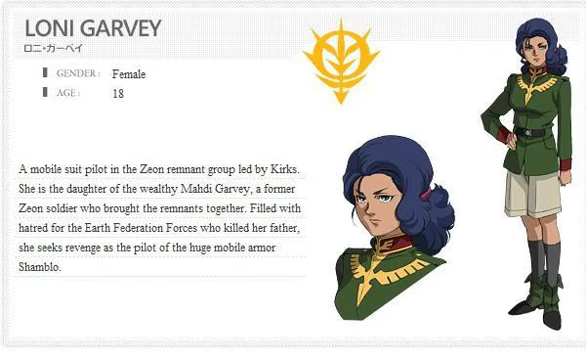 LONI GARVEY
ロニ・ガーベイ
GENDER: Female
AGE: 18
A mobile suit pilot in the Zeon remnant group led by Kirks.
She is the daughter of the wealthy Mahdi Garvey, a former
Zeon soldier who brought the remnants together. Filled with
hatred for the Earth Federation Forces who killed her father,
she seeks revenge as the pilot of the huge mobile armor
Shamblo.